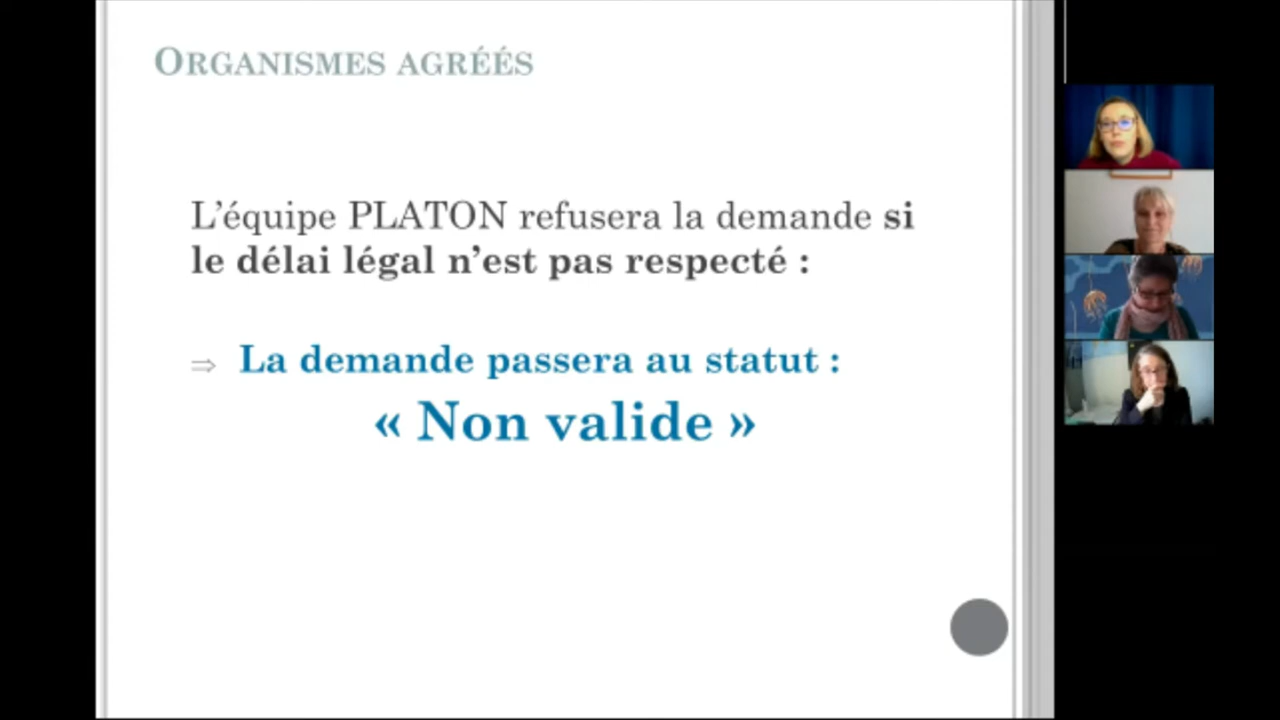 ORGANISMES AGRÉÉS
L’équipe PLATON refusera la demande si
le délai légal n’est pas respecté :
⇒ La demande passera au statut :
« Non valide »